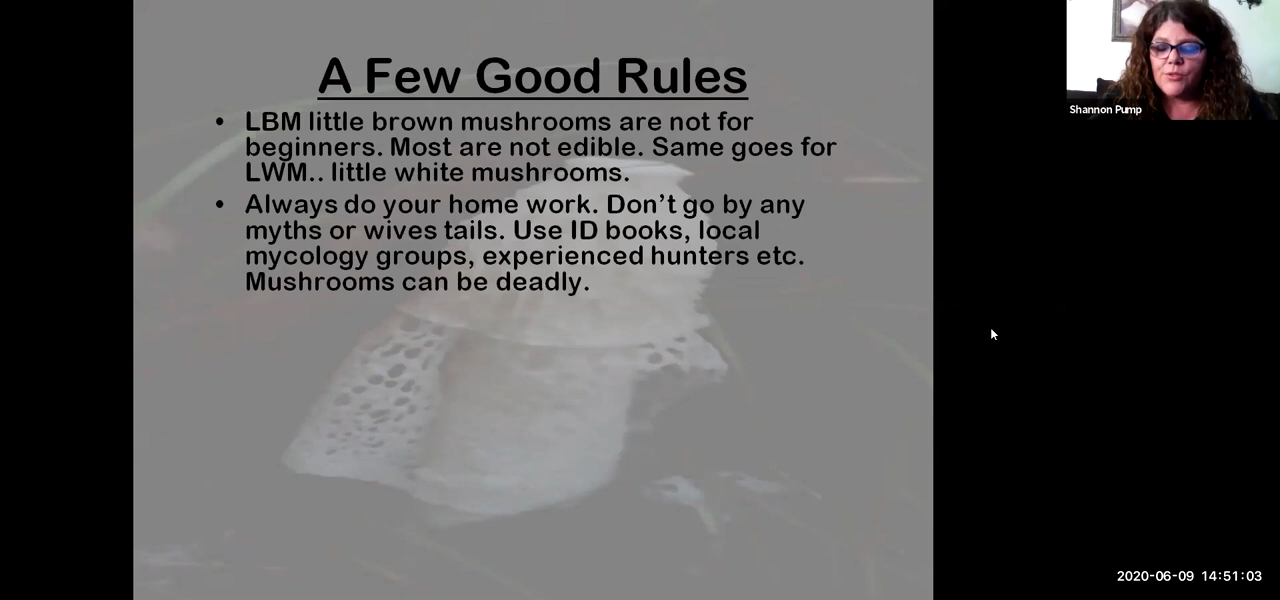 A Few Good Rules
• LBM little brown mushrooms are not for
beginners. Most are not edible. Same goes for
LWM.. little white mushrooms.
• Always do your home work. Don’t go by any
myths or wives tails. Use ID books, local
mycology groups, experienced hunters etc.
Mushrooms can be deadly.
Shannon Pump
2020-06-09 14:51:03